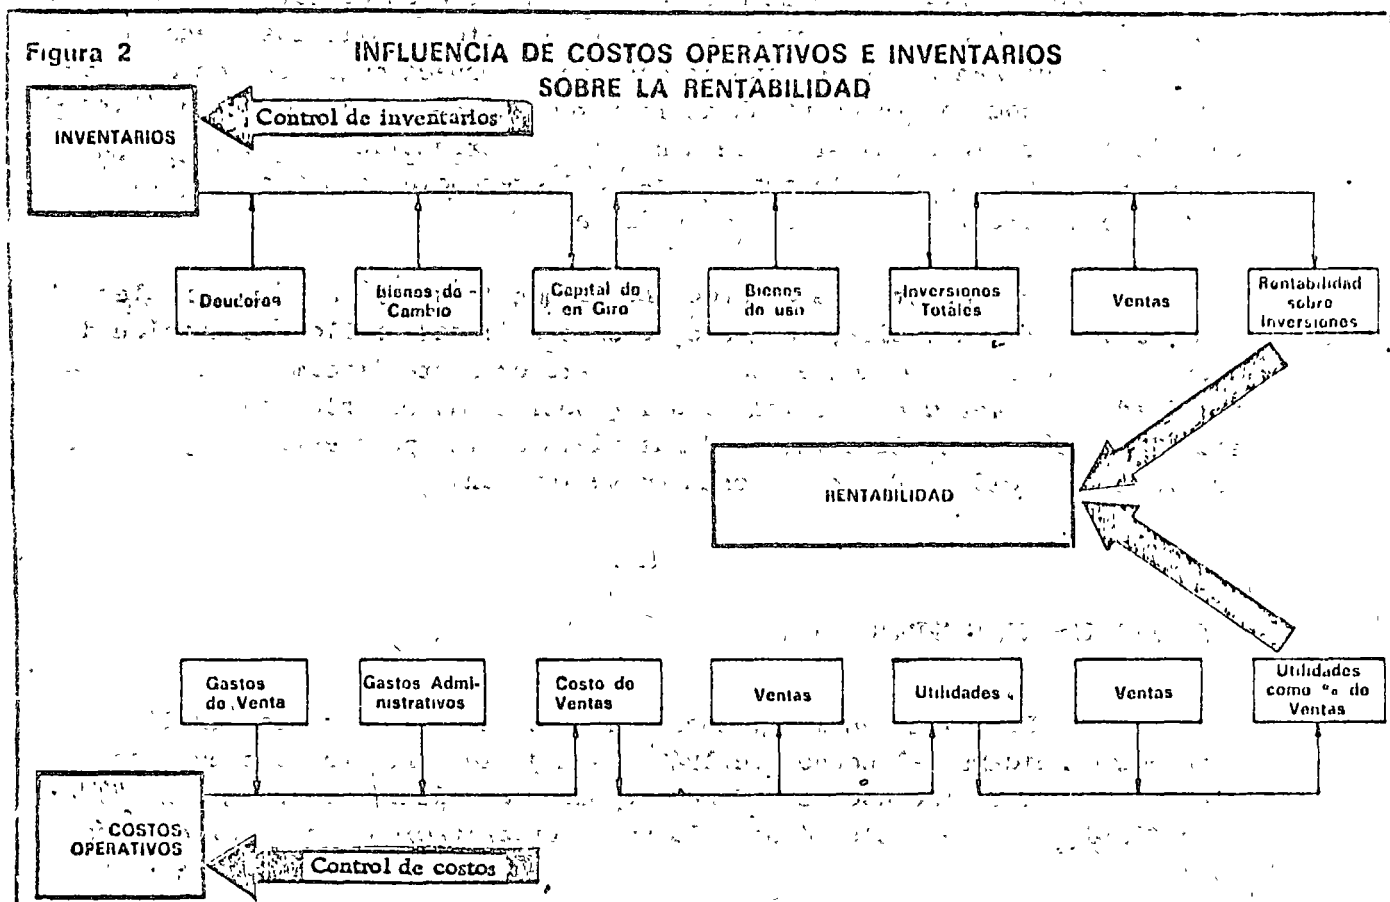 Figura 2
INFLUENCIA DE COSTOS OPERATIVOS E INVENTARIOS
SOBRE LA RENTABILIDAD
INVENTARIOS
Control de inventarios
Deudores
Bienes de
Cambio
Capital de
en Giro
Bienes
de uso
Inversiones
Totales
Ventas
Rentabilidad
sobre
Inversiones
RENTABILIDAD
Gastos
de Venta
Gastos Admi-
nistrativos
Costo de
Ventas
Ventas
Utilidades
Ventas
Utilidades
como % de
Ventas
COSTOS
OPERATIVOS
Control de costos